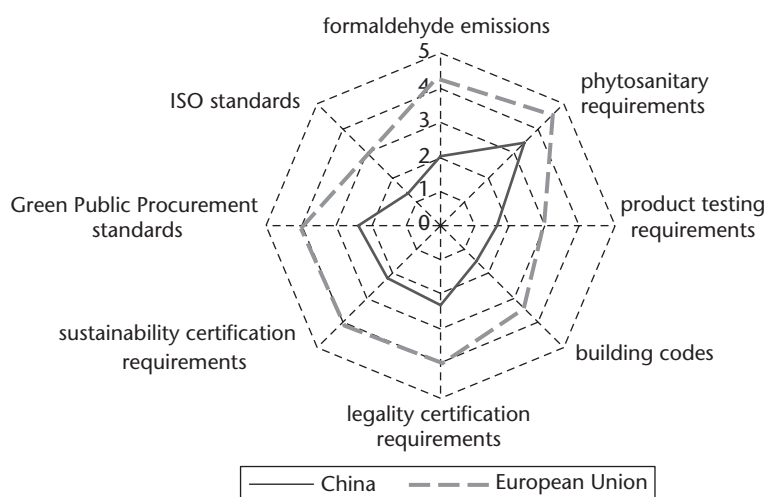 formaldehyde emissions
5
4
3
2
1
0
phytosanitary
requirements
ISO standards
Green Public Procurement
standards
product testing
requirements
sustainability certification
requirements
building codes
legality certification
requirements
China
European Union